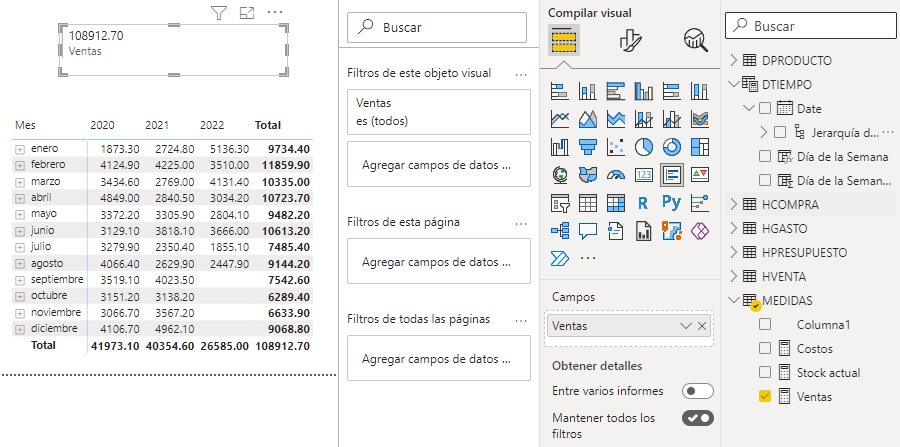 108912.70
Ventas
Mes 2020 2021 2022 Total
enero 1873.30 2724.80 5136.30 9734.40
febrero 4124.90 4225.00 3510.00 11859.90
marzo 3434.60 2769.00 4131.40 10335.00
abril 4849.00 2840.50 3034.20 10723.70
mayo 3372.20 3305.90 2804.10 9482.20
junio 3129.10 3818.10 3666.00 10613.20
julio 3279.90 2350.40 1855.10 7485.40
agosto 4066.40 2629.90 2447.90 9144.20
septiembre 3519.10 4023.50 7542.60
octubre 3151.20 3138.20 6289.40
noviembre 3066.70 3567.20 6633.90
diciembre 4106.70 4962.10 9068.80
Total 41973.10 40354.60 26585.00 108912.70
Buscar
Filtros de este objeto visual ...
Ventas
es (todos)
Agregar campos de datos ...
Filtros de esta página ...
Agregar campos de datos ...
Filtros de todas las páginas ...
Agregar campos de datos ...
Compilar visual
123
R Py
...
Campos
Ventas
Obtener detalles
Entre varios informes
Mantener todos los
filtros
Buscar
DPRODUCTO
DTIEMPO
Date
Jerarquía d...
Día de la Semana
Día de la Seman...
HCOMPRA
HGASTO
HPRESUPUESTO
HVENTA
MEDIDAS
Columna1
Costos
Stock actual
Ventas